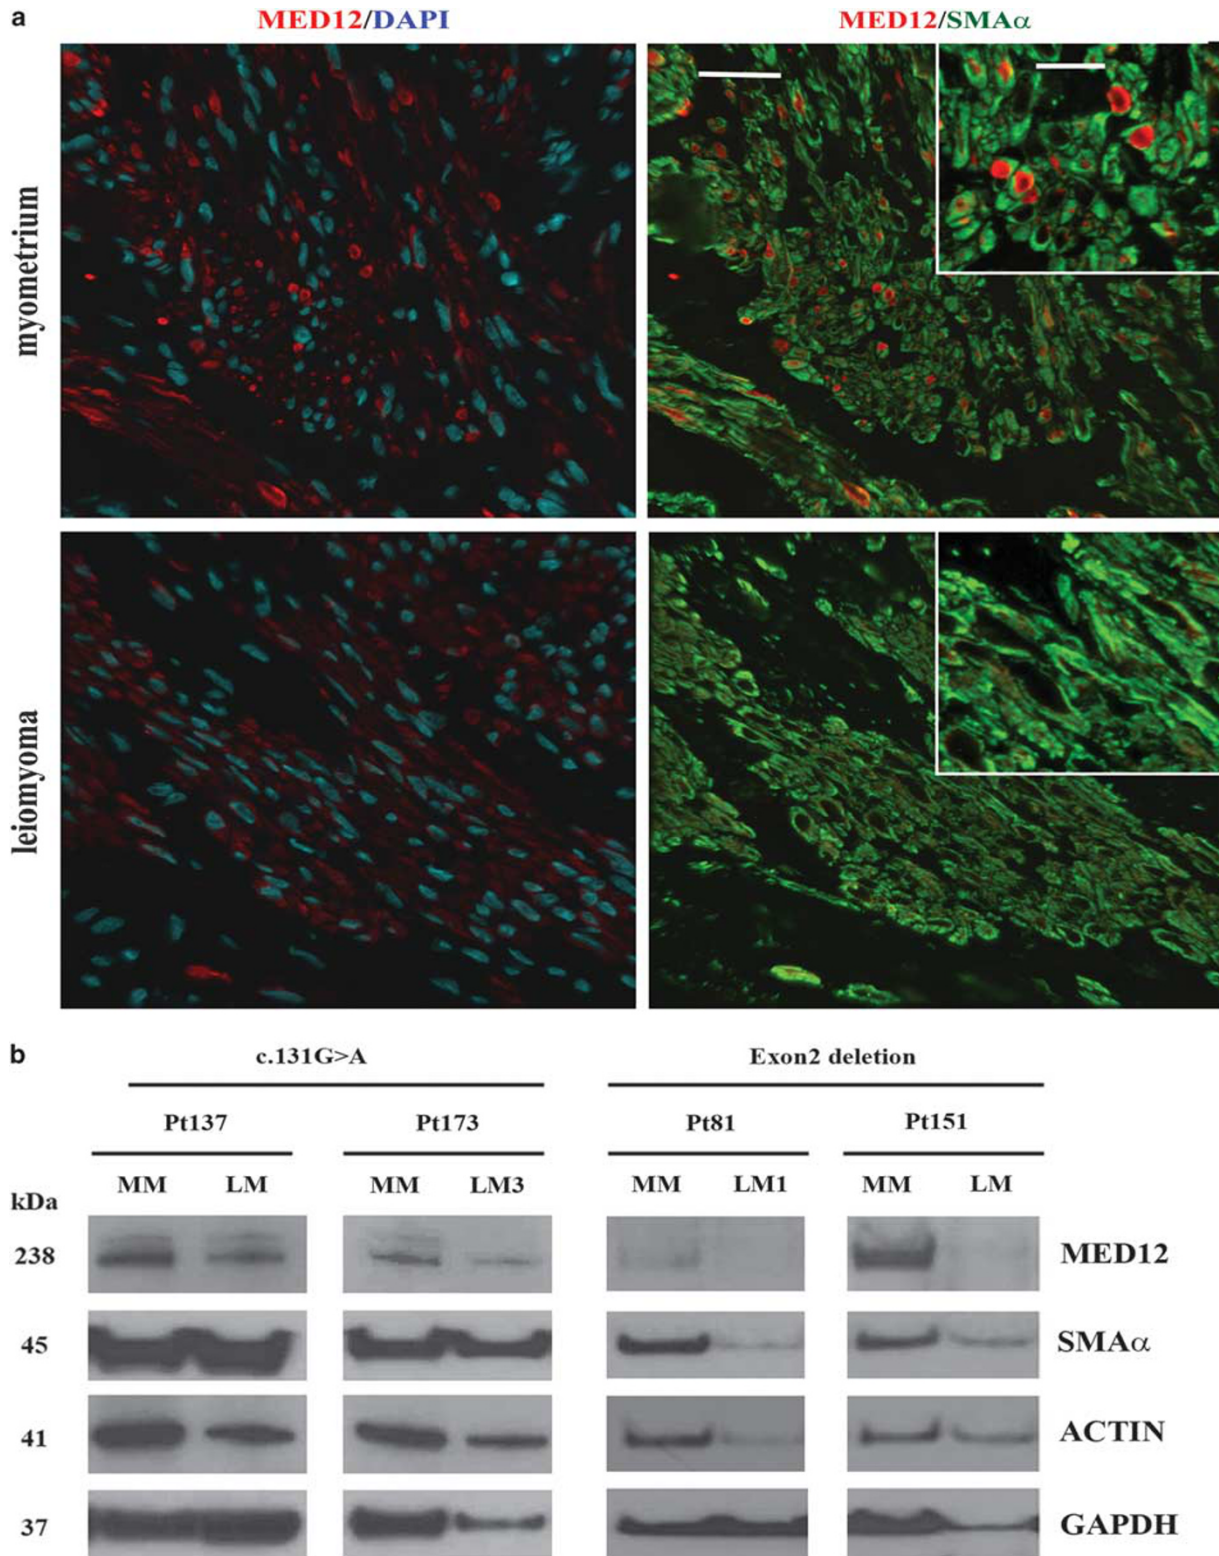 a
MED12/DAPI MED12/SMAα
myometrium
leiomyoma
b
c.131G>A Exon2 deletion
Pt137 Pt173 Pt81 Pt151
kDa MM LM MM LM3 MM LM1 MM LM
238 MED12
45 SMAα
41 ACTIN
37 GAPDH